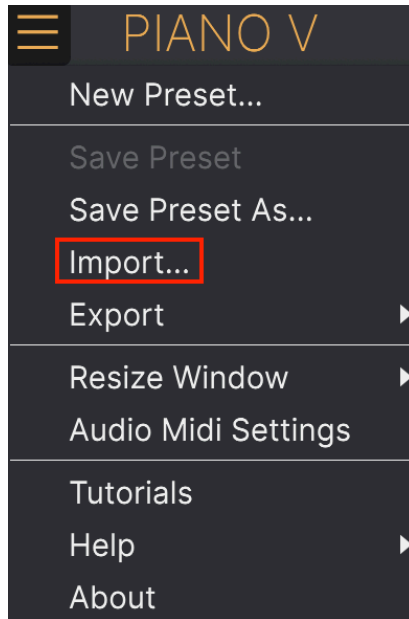 PIANO V
New Preset...
Save Preset
Save Preset As...
Import...
Export
Resize Window
Audio Midi Settings
Tutorials
Help
About